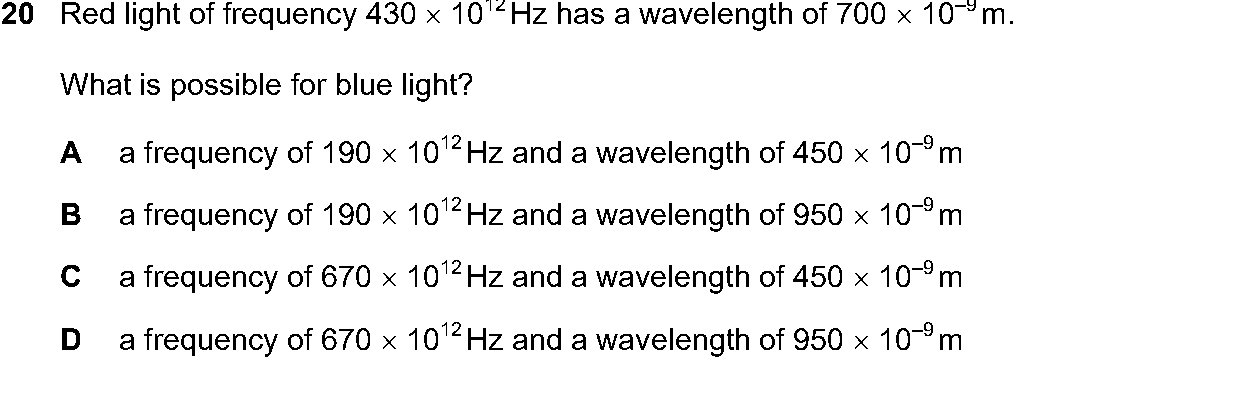 20 Red light of frequency 430 × 10¹² Hz has a wavelength of 700 × 10⁻⁹ m.
What is possible for blue light?
A a frequency of 190 × 10¹² Hz and a wavelength of 450 × 10⁻⁹ m
B a frequency of 190 × 10¹² Hz and a wavelength of 950 × 10⁻⁹ m
C a frequency of 670 × 10¹² Hz and a wavelength of 450 × 10⁻⁹ m
D a frequency of 670 × 10¹² Hz and a wavelength of 950 × 10⁻⁹ m